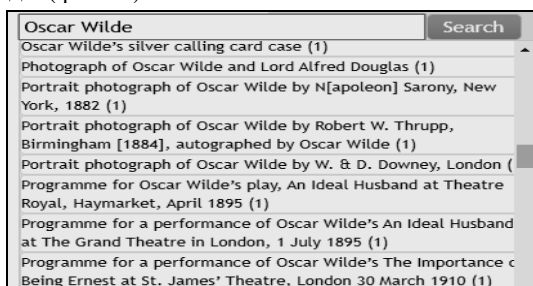 Oscar Wilde Search
Oscar Wilde's silver calling card case (1)
Photograph of Oscar Wilde and Lord Alfred Douglas (1)
Portrait photograph of Oscar Wilde by N[apoleon] Sarony, New
York, 1882 (1)
Portrait photograph of Oscar Wilde by Robert W. Thrupp,
Birmingham [1884], autographed by Oscar Wilde (1)
Portrait photograph of Oscar Wilde by W. & D. Downey, London (
Programme for Oscar Wilde's play, An Ideal Husband at Theatre
Royal, Haymarket, April 1895 (1)
Programme for a performance of Oscar Wilde's An Ideal Husband
at The Grand Theatre in London, 1 July 1895 (1)
Programme for a performance of Oscar Wilde's The Importance o
Being Ernest at St. James' Theatre, London 30 March 1910 (1)